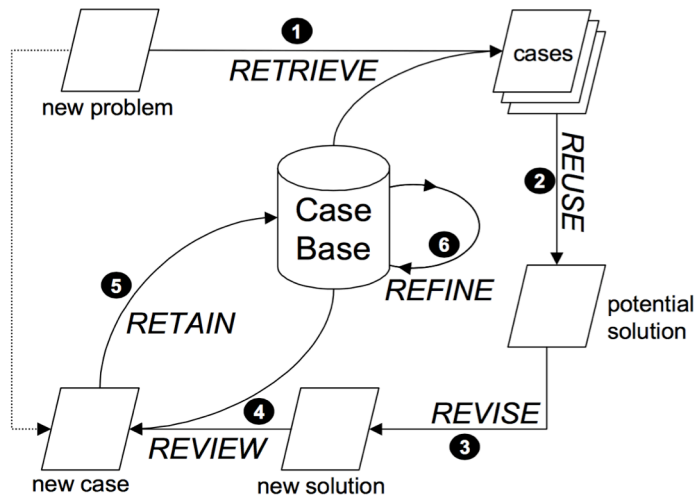 1
RETRIEVE
cases
new problem
2
REUSE
Case
Base
6
REFINE
5
RETAIN
potential
solution
REVISE
3
4
REVIEW
new case
new solution